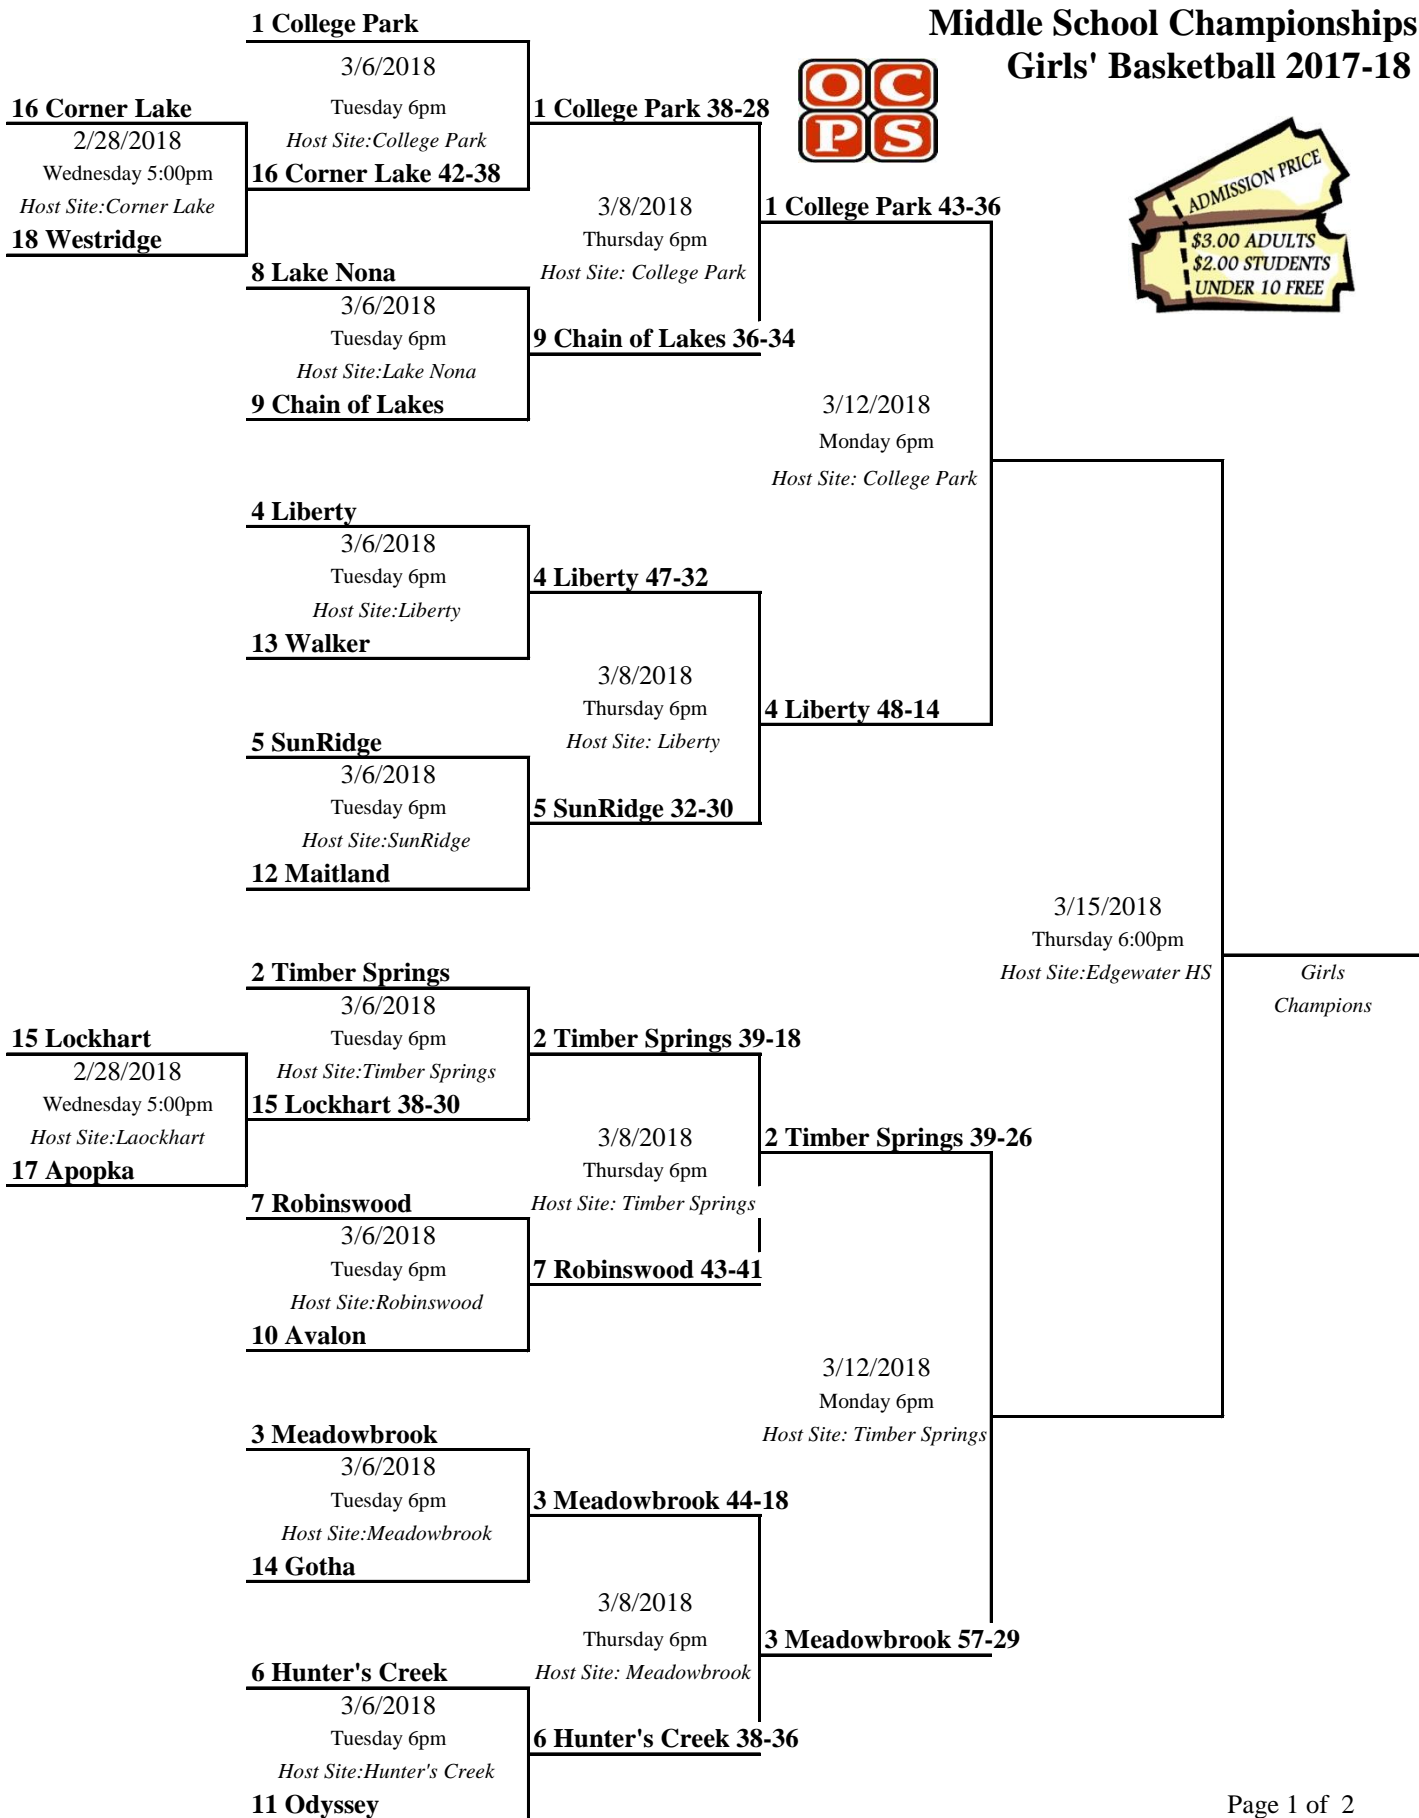 Middle School Championships
Girls' Basketball 2017-18
OC
PS
ADMISSION PRICE
$3.00 ADULTS
$2.00 STUDENTS
UNDER 10 FREE
1 College Park
3/6/2018
Tuesday 6pm
Host Site:College Park
16 Corner Lake 42-38
16 Corner Lake
2/28/2018
Wednesday 5:00pm
Host Site:Corner Lake
18 Westridge
1 College Park 38-28
3/8/2018
Thursday 6pm
Host Site: College Park
9 Chain of Lakes 36-34
1 College Park 43-36
8 Lake Nona
3/6/2018
Tuesday 6pm
Host Site:Lake Nona
9 Chain of Lakes
3/12/2018
Monday 6pm
Host Site: College Park
4 Liberty
3/6/2018
Tuesday 6pm
Host Site:Liberty
13 Walker
4 Liberty 47-32
3/8/2018
Thursday 6pm
Host Site: Liberty
4 Liberty 48-14
5 SunRidge
3/6/2018
Tuesday 6pm
Host Site:SunRidge
12 Maitland
5 SunRidge 32-30
3/15/2018
Thursday 6:00pm
Host Site:Edgewater HS
Girls
Champions
2 Timber Springs
3/6/2018
Tuesday 6pm
Host Site:Timber Springs
15 Lockhart 38-30
15 Lockhart
2/28/2018
Wednesday 5:00pm
Host Site:Laockhart
17 Apopka
2 Timber Springs 39-18
3/8/2018
Thursday 6pm
Host Site: Timber Springs
2 Timber Springs 39-26
7 Robinswood
3/6/2018
Tuesday 6pm
Host Site:Robinswood
10 Avalon
7 Robinswood 43-41
3/12/2018
Monday 6pm
Host Site: Timber Springs
3 Meadowbrook
3/6/2018
Tuesday 6pm
Host Site:Meadowbrook
14 Gotha
3 Meadowbrook 44-18
3/8/2018
Thursday 6pm
Host Site: Meadowbrook
3 Meadowbrook 57-29
6 Hunter's Creek
3/6/2018
Tuesday 6pm
Host Site:Hunter's Creek
11 Odyssey
6 Hunter's Creek 38-36
Page 1 of 2